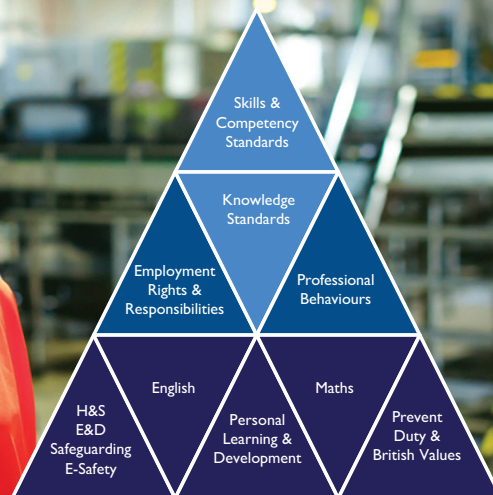 Skills &
Competency
Standards
Knowledge
Standards
Employment
Rights &
Responsibilities
Professional
Behaviours
H&S
E&D
Safeguarding
E-Safety
English
Personal
Learning &
Development
Maths
Prevent
Duty &
British Values